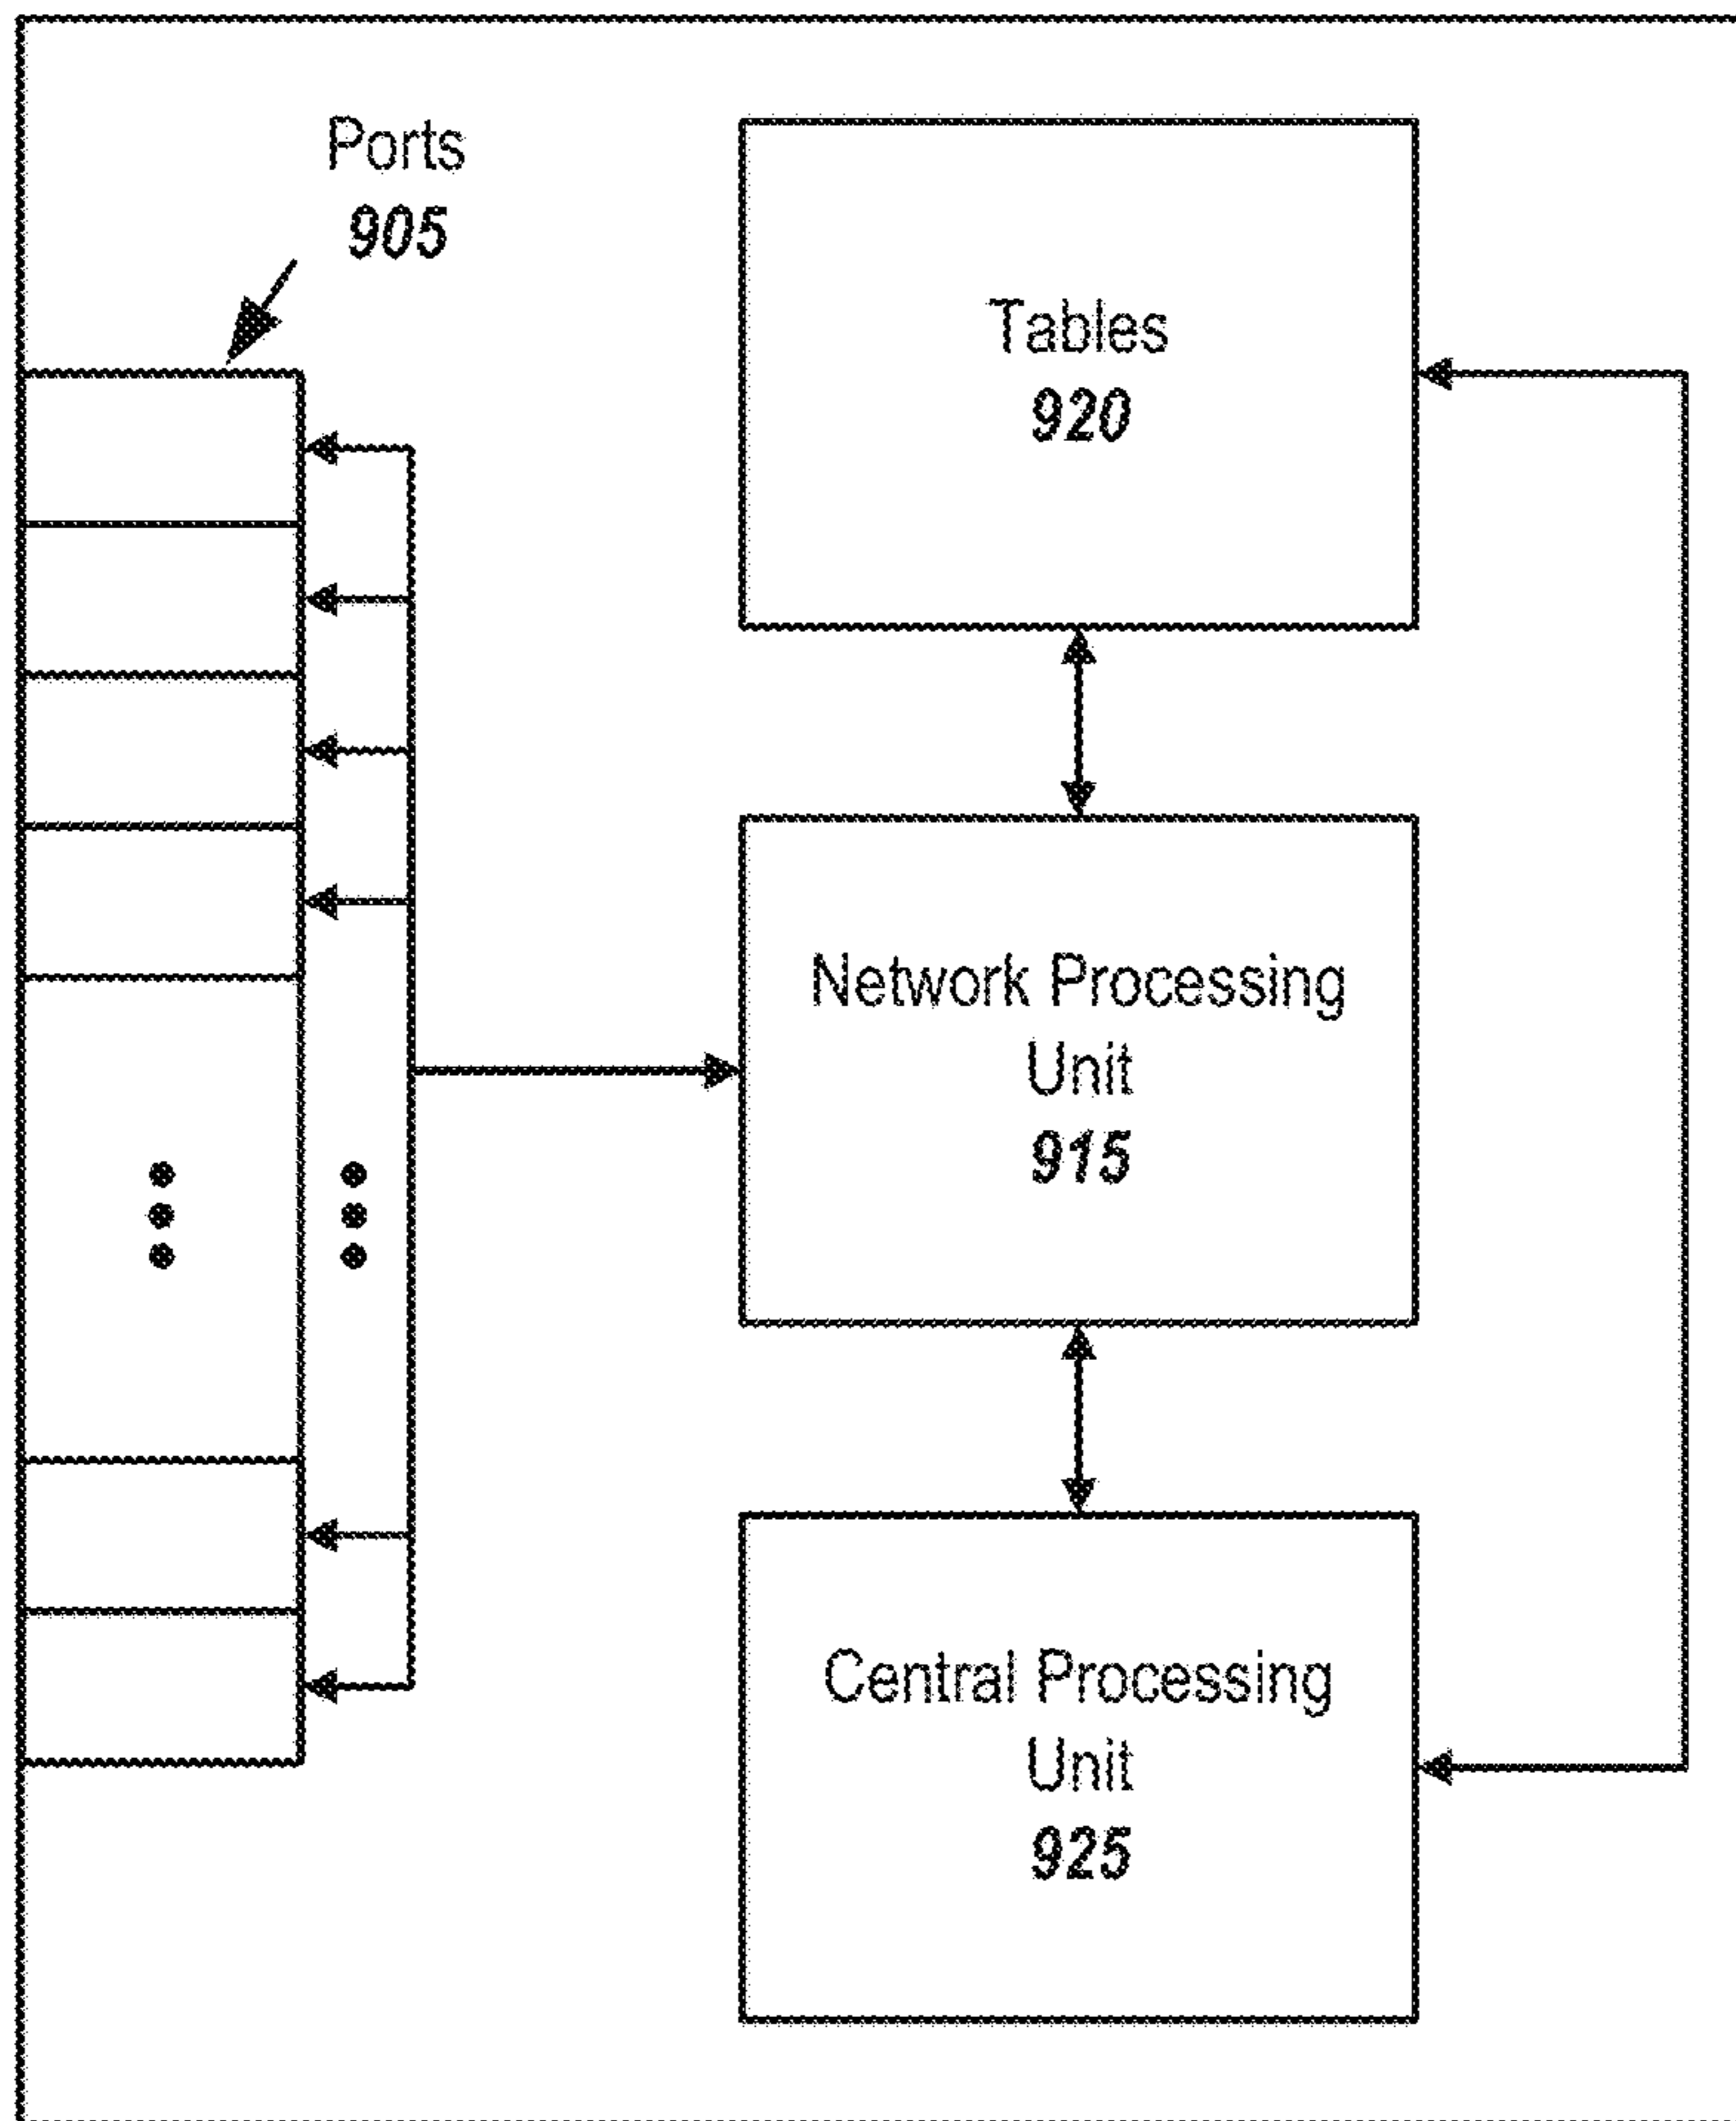 Ports
905
Tables
920
Network Processing
Unit
915
Central Processing
Unit
925